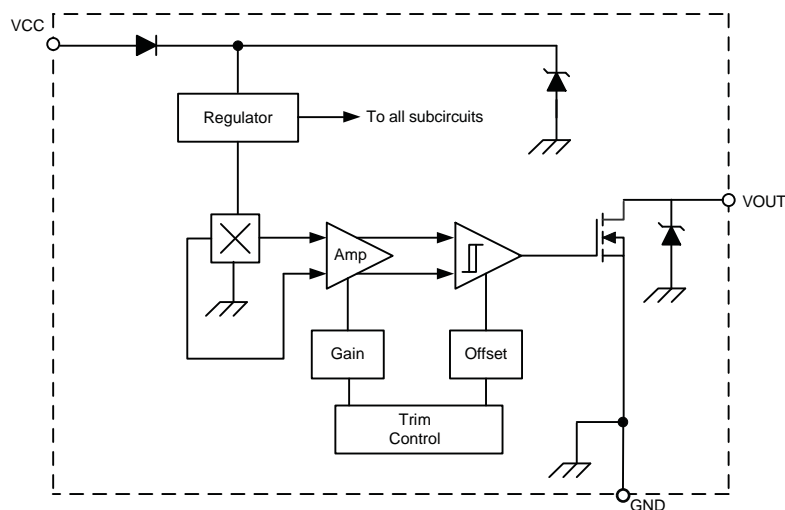 VCC
Regulator
To all subcircuits
VOUT
Amp
Gain
Offset
Trim
Control
GND